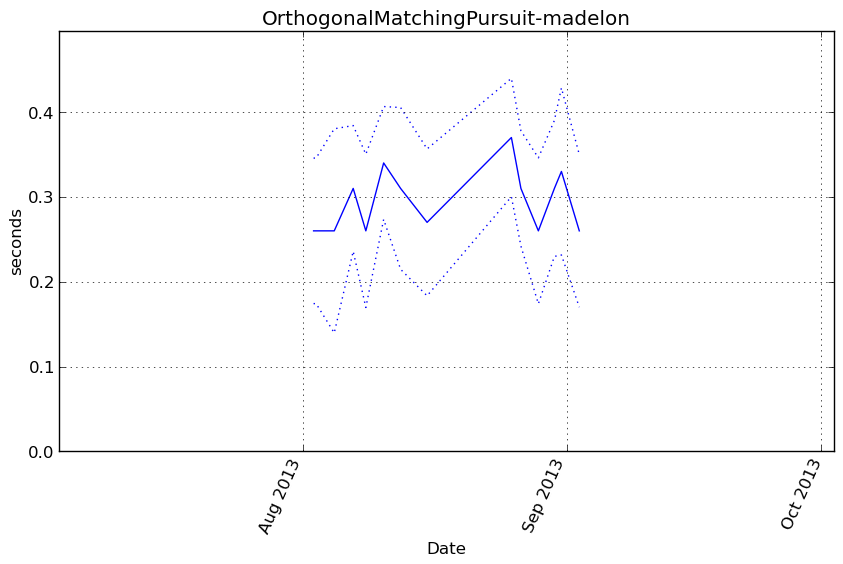 OrthogonalMatchingPursuit-madelon
seconds
0.4
0.3
0.2
0.1
0.0
Aug 2013
Sep 2013
Oct 2013
Date